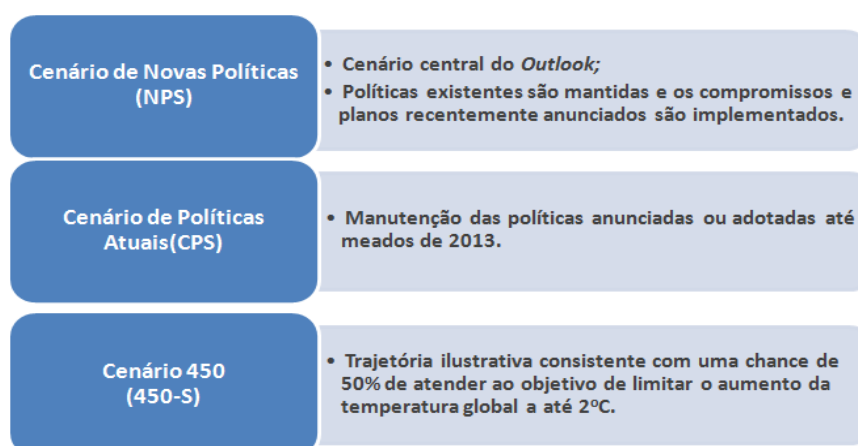 Cenário de Novas Políticas
(NPS)
• Cenário central do Outlook;
• Políticas existentes são mantidas e os compromissos e
planos recentemente anunciados são implementados.
Cenário de Políticas
Atuais(CPS)
• Manutenção das políticas anunciadas ou adotadas até
meados de 2013.
Cenário 450
(450-S)
• Trajetória ilustrativa consistente com uma chance de
50% de atender ao objetivo de limitar o aumento da
temperatura global a até 2ºC.